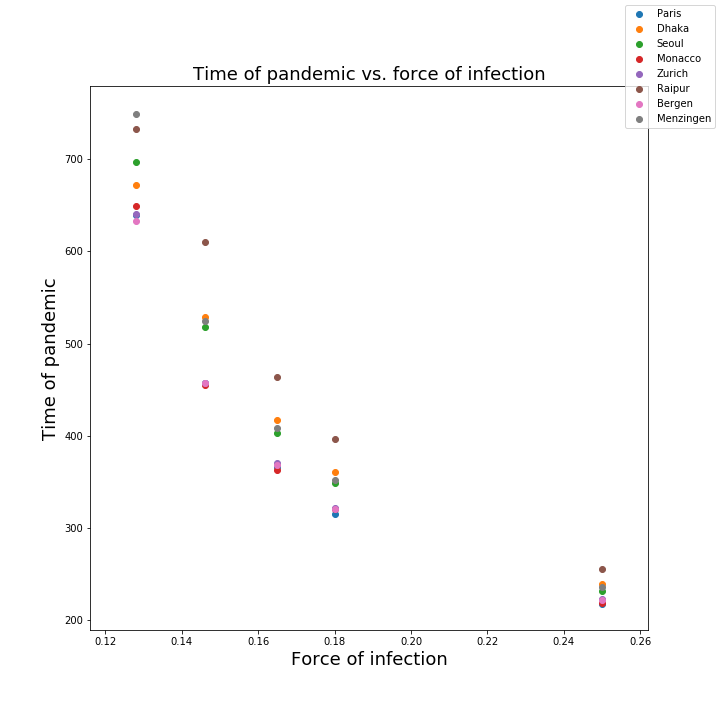 Paris
Dhaka
Seoul
Monacco
Zurich
Raipur
Bergen
Menzingen
Time of pandemic vs. force of infection
Time of pandemic
700
600
500
400
300
200
0.12 0.14 0.16 0.18 0.20 0.22 0.24 0.26
Force of infection